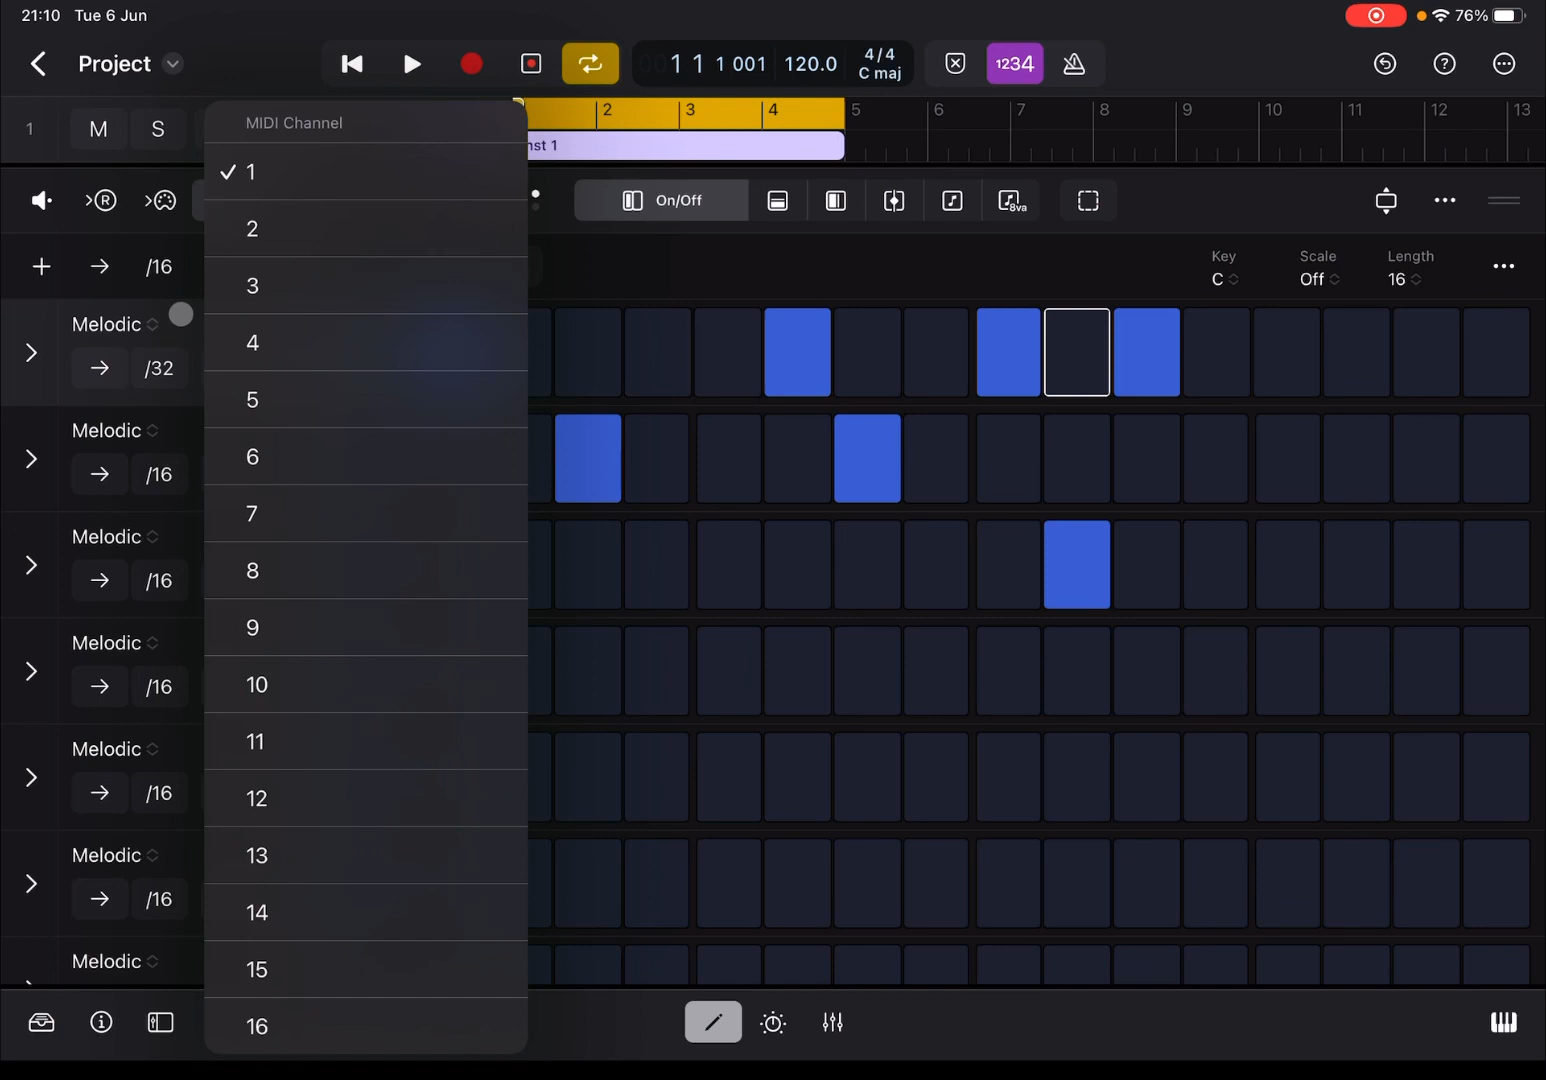 21:10 Tue 6 Jun
76%
Project
1 1 1 001 120.0 4/4
C maj
1234
1 M S
2 3 4 5 6 7 8 9 10 11 12 13
nst 1
R
On/Off
8va
/16
Key Scale Length
C Off 16
MIDI Channel
1
2
3
4
5
6
7
8
9
10
11
12
13
14
15
16
Melodic
/32
Melodic
/16
Melodic
/16
Melodic
/16
Melodic
/16
Melodic
/16
Melodic